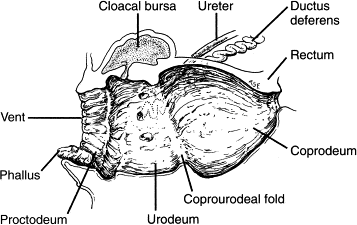 Cloacal bursa
Ureter
Ductus
deferens
Rectum
Vent
Coprodeum
Phallus
Coprourodeal fold
Proctodeum
Urodeum